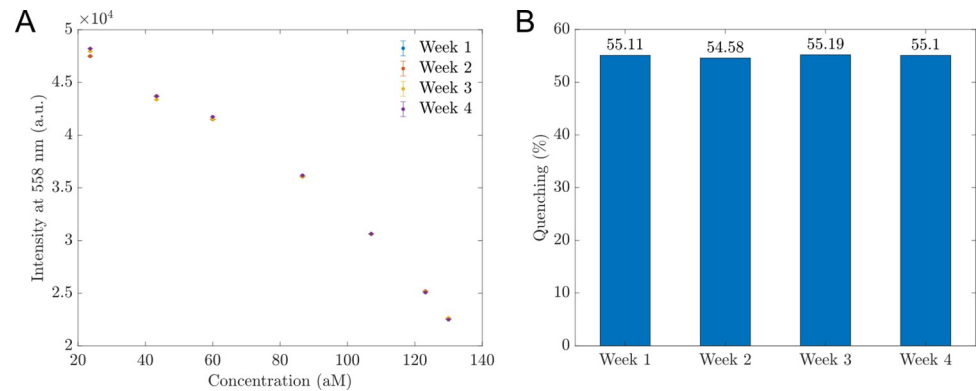 A
×10⁴
5
4.5
4
3.5
3
2.5
2
Intensity at 558 nm (a.u.)
20 40 60 80 100 120 140
Concentration (aM)
Week 1
Week 2
Week 3
Week 4
B
60
50
40
30
20
10
0
Quenching (%)
55.11 54.58 55.19 55.1
Week 1 Week 2 Week 3 Week 4